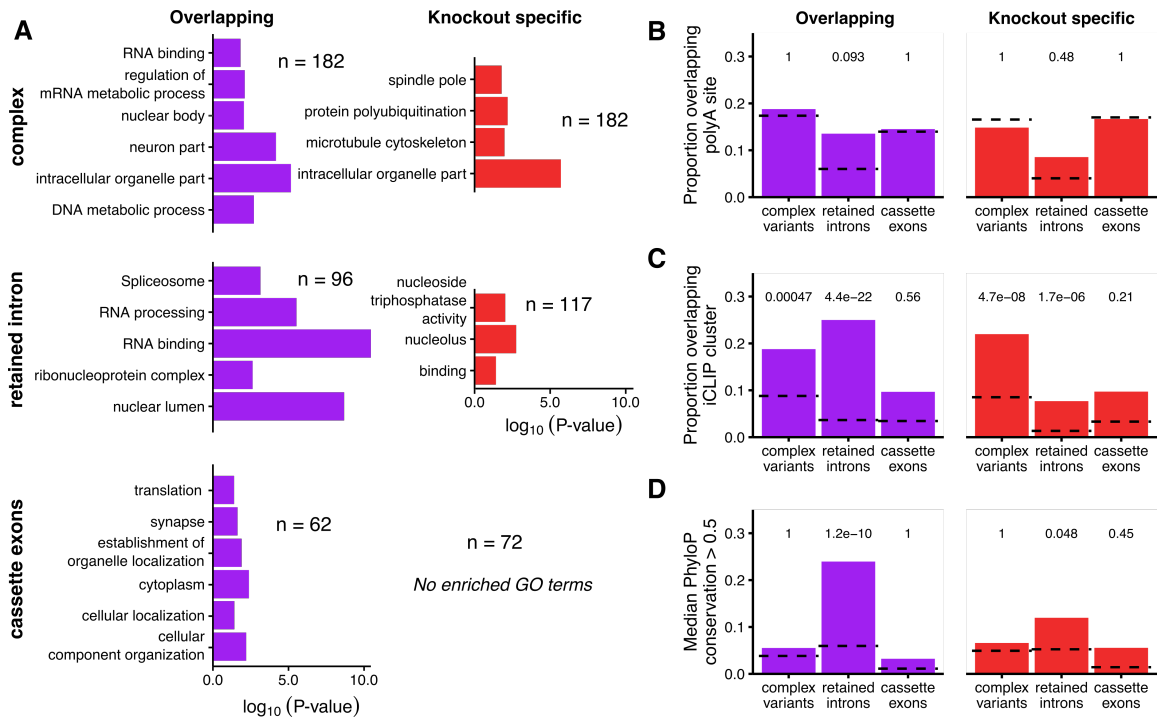 A
Overlapping
Knockout specific
complex
RNA binding
regulation of
mRNA metabolic process
nuclear body
neuron part
intracellular organelle part
DNA metabolic process
n = 182
spindle pole
protein polyubiquitination
microtubule cytoskeleton
intracellular organelle part
n = 182
retained intron
Spliceosome
RNA processing
RNA binding
ribonucleoprotein complex
nuclear lumen
n = 96
nucleoside
triphosphatase
activity
nucleolus
binding
n = 117
0.0 5.0 10.0
log10 (P-value)
cassette exons
translation
synapse
establishment of
organelle localization
cytoplasm
cellular localization
cellular
component organization
n = 62
0.0 5.0 10.0
log10 (P-value)
n = 72
No enriched GO terms
B
Overlapping
Knockout specific
Proportion overlapping
polyA site
0.3
0.2
0.1
0.0
1 0.093 1
1 0.48 1
complex variants
retained introns
cassette exons
complex variants
retained introns
cassette exons
C
Proportion overlapping
iCLIP cluster
0.3
0.2
0.1
0.0
0.00047 4.4e−22 0.56
4.7e−08 1.7e−06 0.21
complex variants
retained introns
cassette exons
complex variants
retained introns
cassette exons
D
Median PhyloP
conservation > 0.5
0.3
0.2
0.1
0.0
1 1.2e−10 1
1 0.048 0.45
complex variants
retained introns
cassette exons
complex variants
retained introns
cassette exons